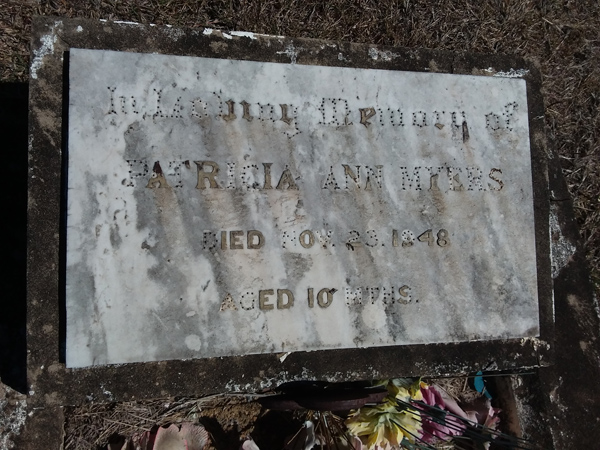 In Loving Memory of
PATRICIA ANN MYERS
DIED NOV. 23. 1948
AGED 10 MTHS.